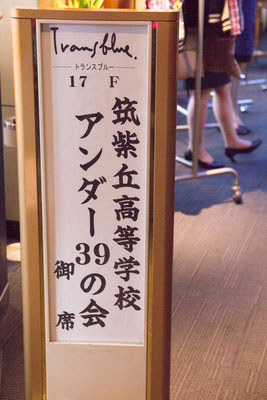 Transblue.
トランスブルー
17 F
筑紫丘高等学校
アンダー39の会
御席